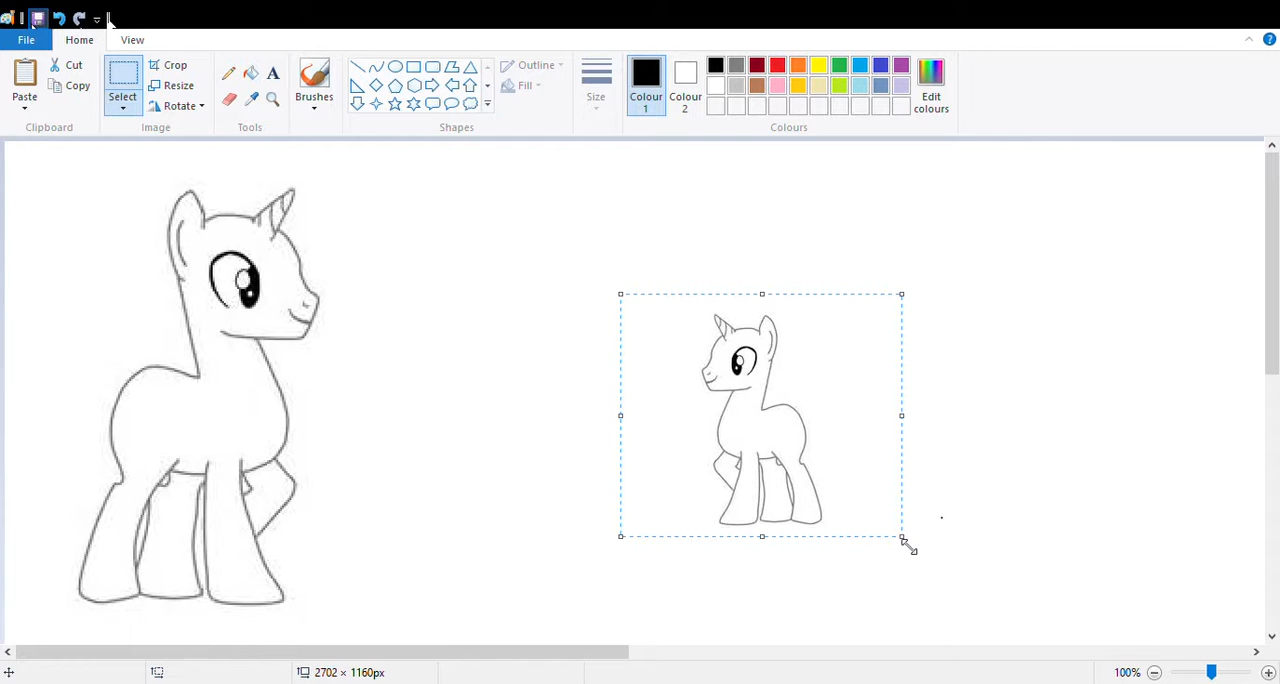 File Home View
Paste
Cut
Copy
Clipboard
Select
Crop
Resize
Rotate
Image
A
Tools
Brushes
Shapes
Outline
Fill
Size
Colour 1
Colour 2
Edit colours
Colours
2702 × 1160px
100%